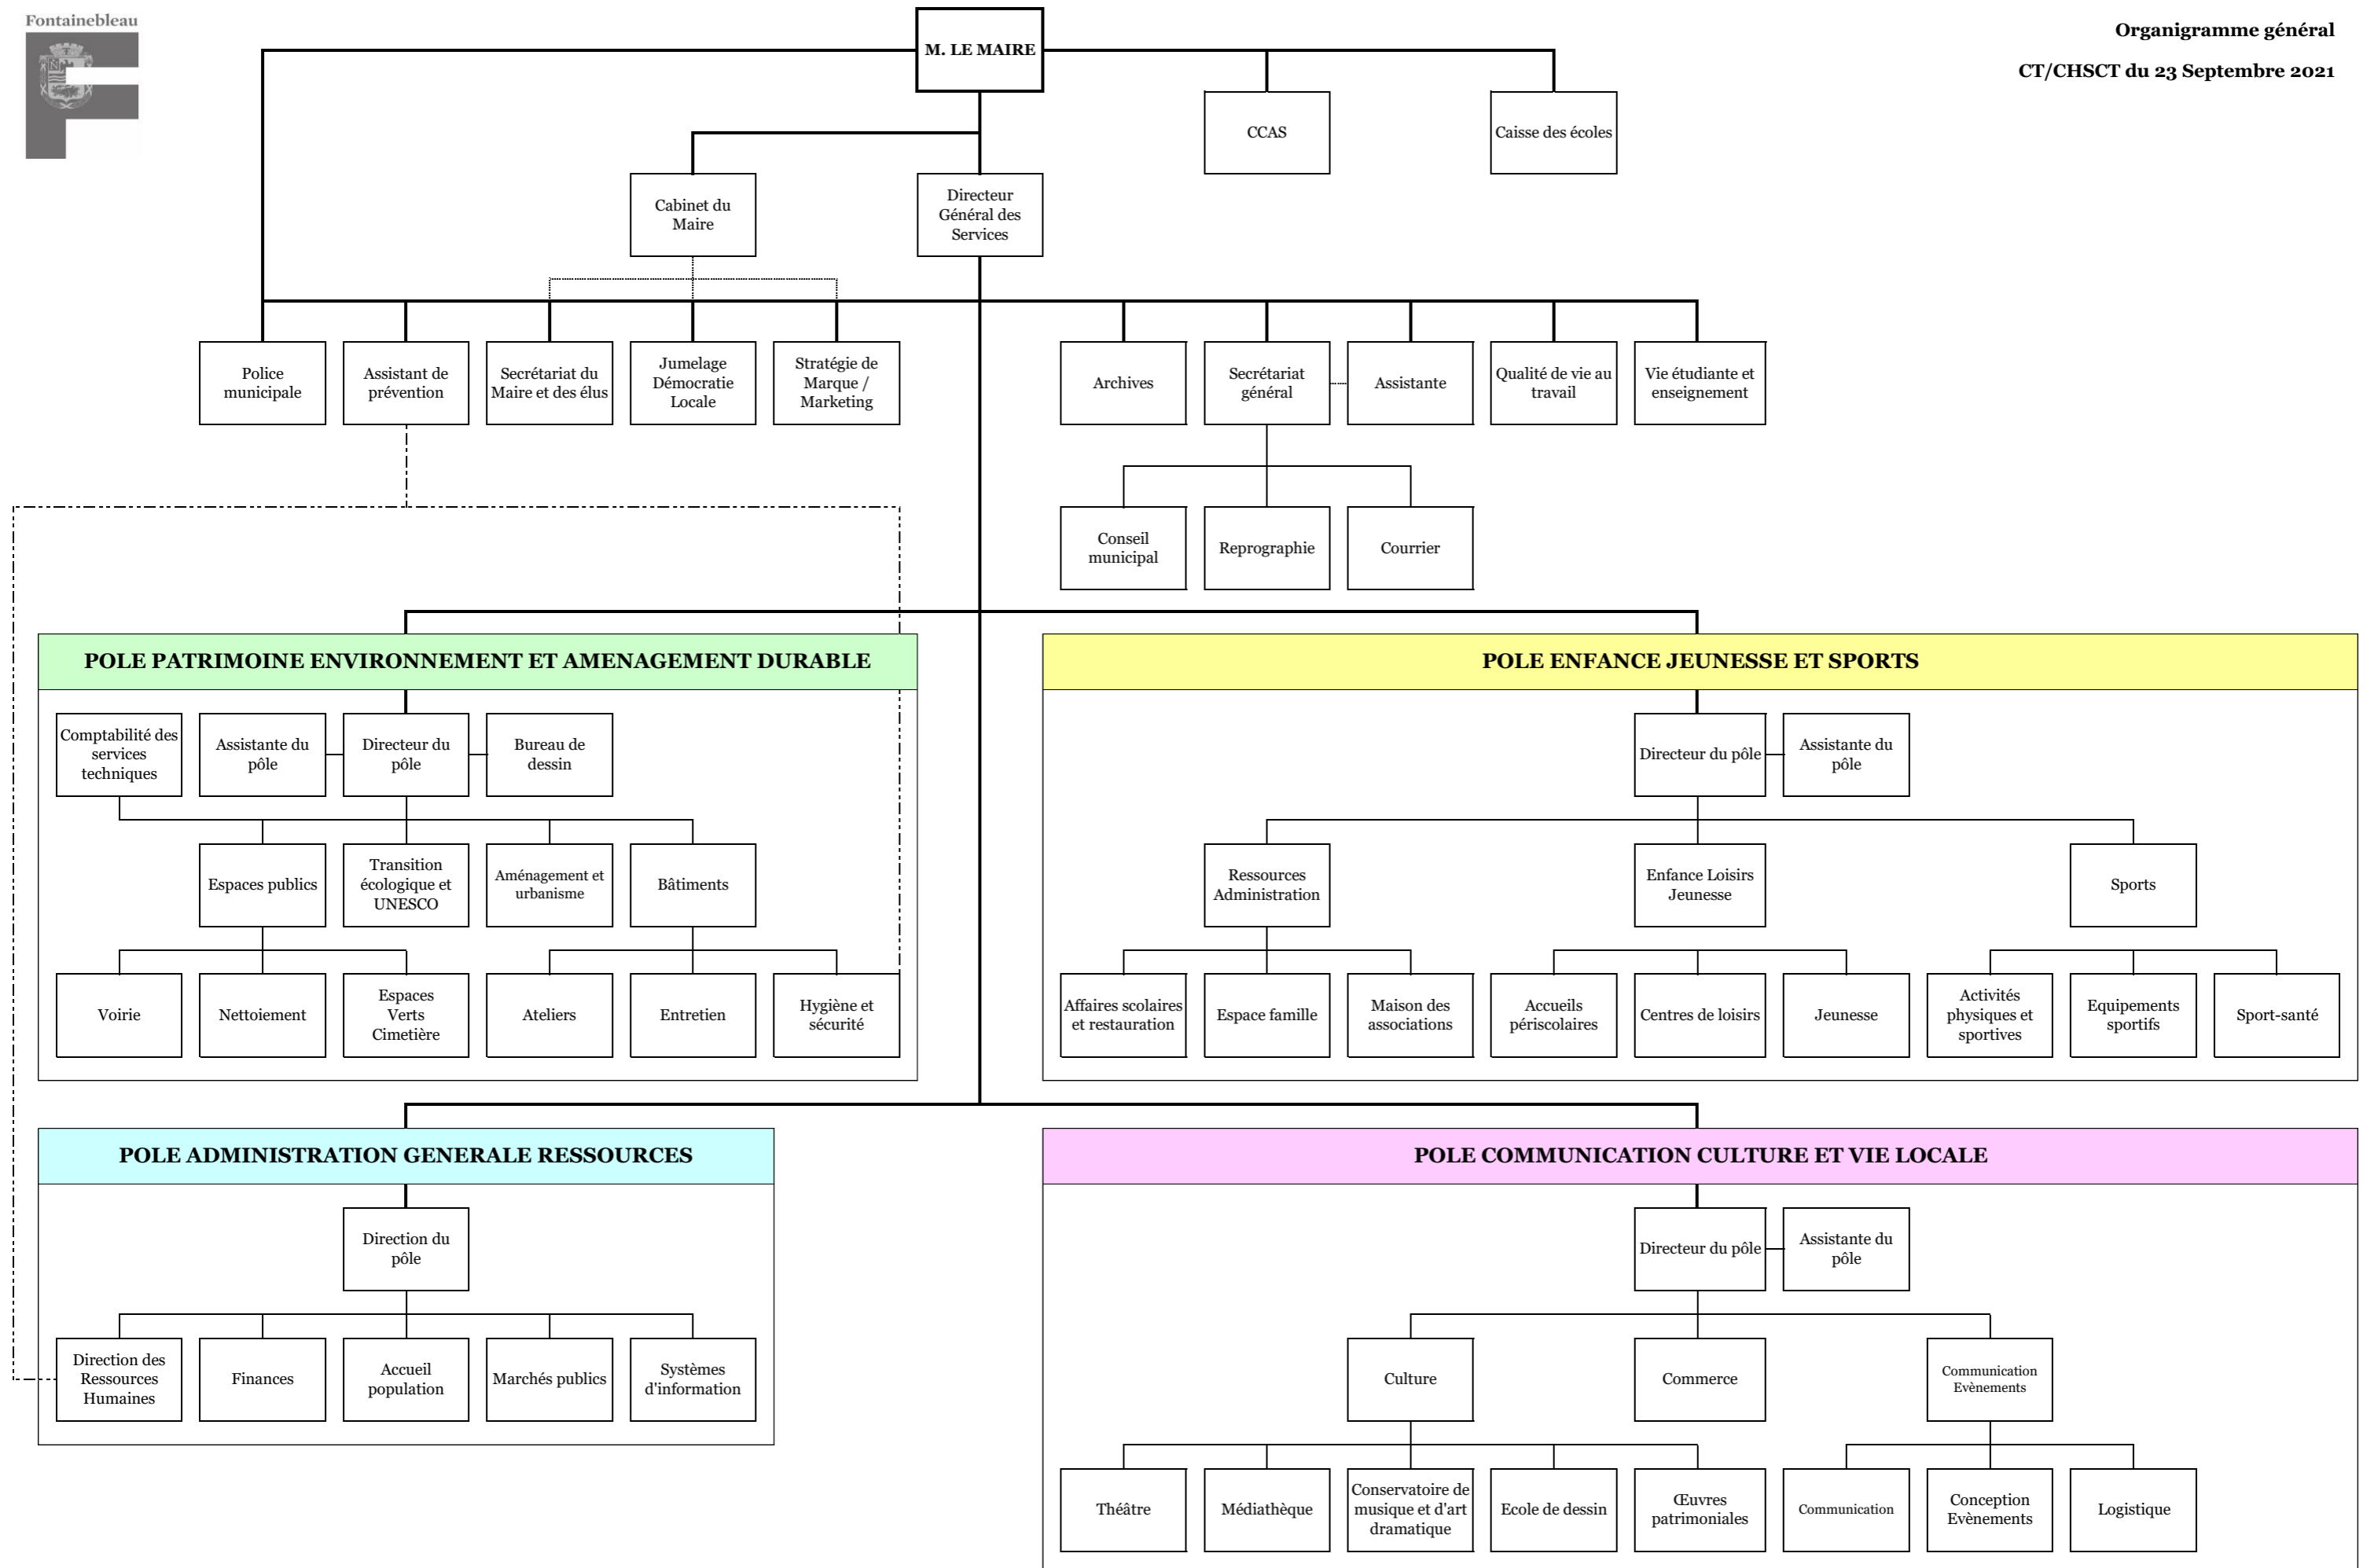 Fontainebleau
Organigramme général
CT/CHSCT du 23 Septembre 2021
M. LE MAIRE
CCAS
Caisse des écoles
Cabinet du
Maire
Directeur
Général des
Services
Police
municipale
Assistant de
prévention
Secrétariat du
Maire et des élus
Jumelage
Démocratie
Locale
Stratégie de
Marque /
Marketing
Archives
Secrétariat
général
Assistante
Qualité de vie au
travail
Vie étudiante et
enseignement
Conseil
municipal
Reprographie
Courrier
POLE PATRIMOINE ENVIRONNEMENT ET AMENAGEMENT DURABLE
Comptabilité des
services
techniques
Assistante du
pôle
Directeur du
pôle
Bureau de
dessin
Espaces publics
Transition
écologique et
UNESCO
Aménagement et
urbanisme
Bâtiments
Voirie
Nettoiement
Espaces
Verts
Cimetière
Ateliers
Entretien
Hygiène et
sécurité
POLE ENFANCE JEUNESSE ET SPORTS
Directeur du pôle
Assistante du
pôle
Ressources
Administration
Enfance Loisirs
Jeunesse
Sports
Affaires scolaires
et restauration
Espace famille
Maison des
associations
Accueils
périscolaires
Centres de loisirs
Jeunesse
Activités
physiques et
sportives
Equipements
sportifs
Sport-santé
POLE ADMINISTRATION GENERALE RESSOURCES
Direction du
pôle
Direction des
Ressources
Humaines
Finances
Accueil
population
Marchés publics
Systèmes
d'information
POLE COMMUNICATION CULTURE ET VIE LOCALE
Directeur du pôle
Assistante du
pôle
Culture
Commerce
Communication
Evènements
Théâtre
Médiathèque
Conservatoire de
musique et d'art
dramatique
Ecole de dessin
Œuvres
patrimoniales
Communication
Conception
Evènements
Logistique